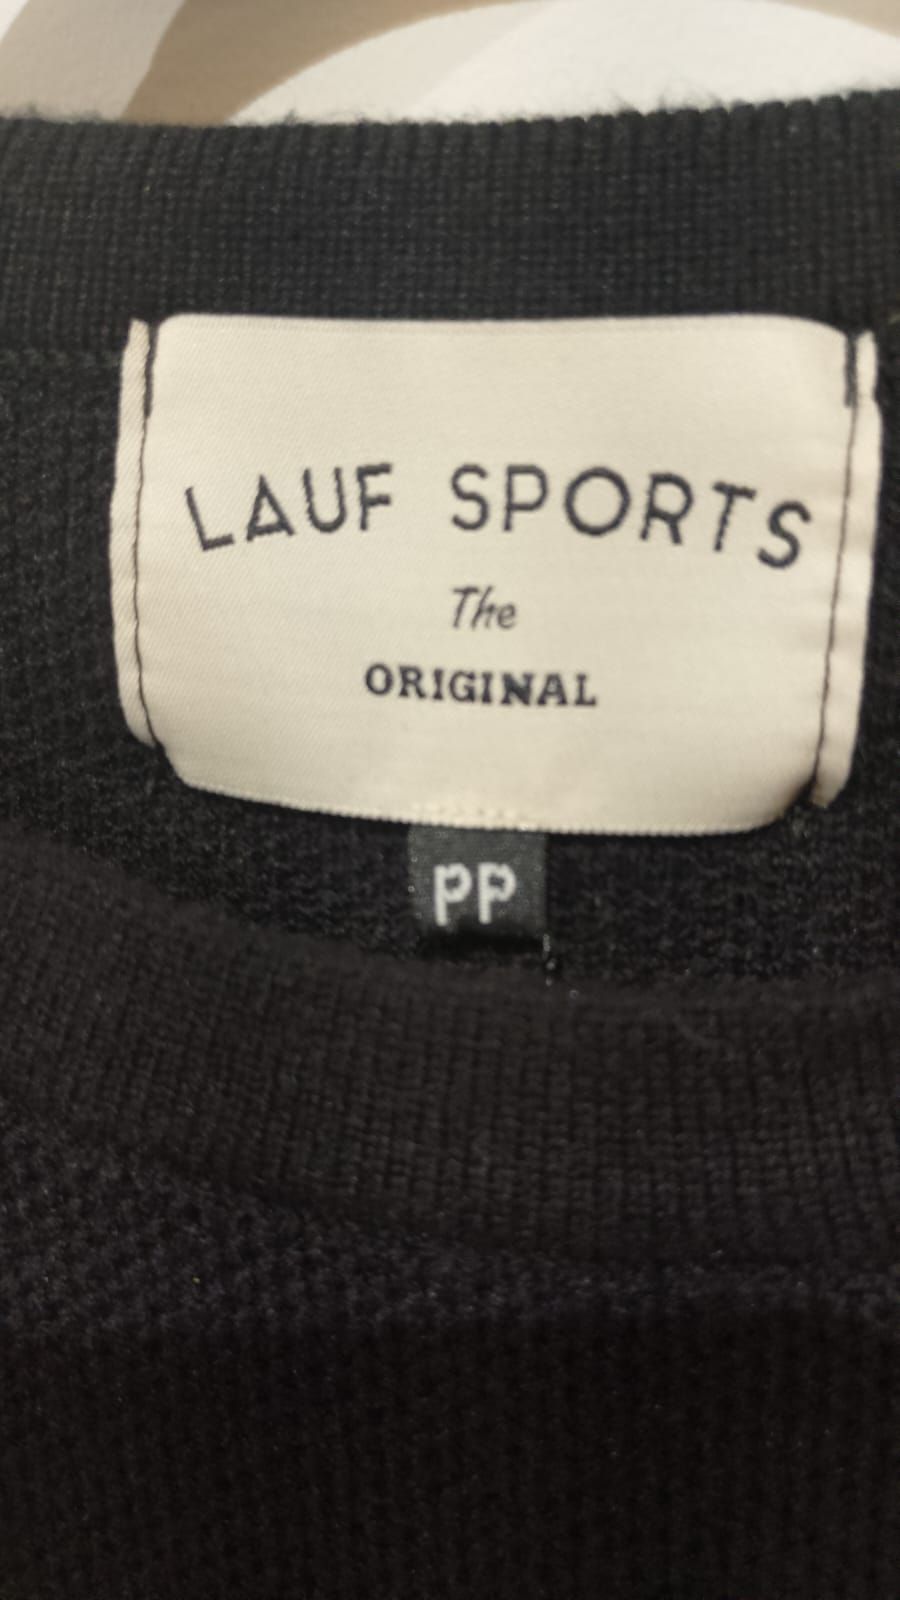 LAUF SPORTS
The
ORIGINAL
PP